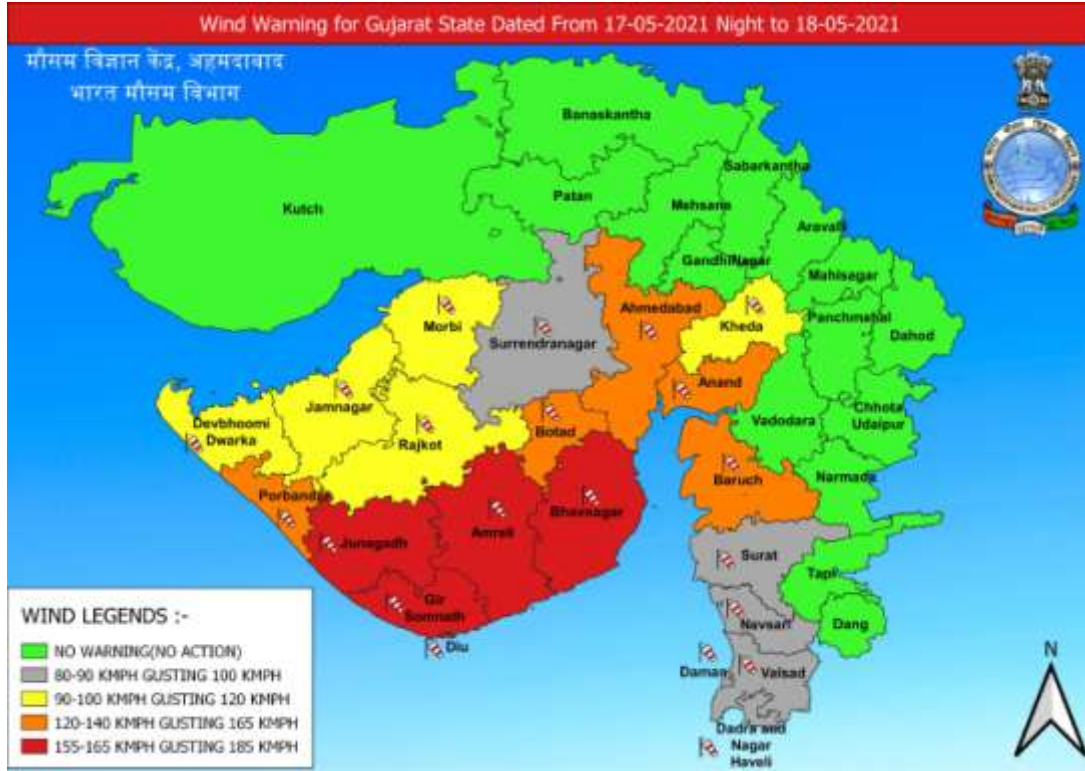 Wind Warning for Gujarat State Dated From 17-05-2021 Night to 18-05-2021
मौसम विज्ञान केंद्र, अहमदाबाद
भारत मौसम विभाग
Banaskantha
Sabarkantha
Patan
Mehsana
Kutch
Aravalli
GandhiNagar
Mahisagar
Ahmedabad
Morbi
Kheda
Panchmahal
Dahod
Surrendranagar
Anand
Jamnagar
Devbhoomi
Dwarka
Rajkot
Botad
Vadodara
Chhota
Udaipur
Narmada
Baruch
Porbandar
Bhavnagar
Amreli
Junagadh
Surat
Tapi
Gir
Somnath
Navsari
Dang
Diu
Daman
Valsad
Dadra and
Nagar
Haveli
N
WIND LEGENDS :-
NO WARNING(NO ACTION)
80-90 KMPH GUSTING 100 KMPH
90-100 KMPH GUSTING 120 KMPH
120-140 KMPH GUSTING 165 KMPH
155-165 KMPH GUSTING 185 KMPH